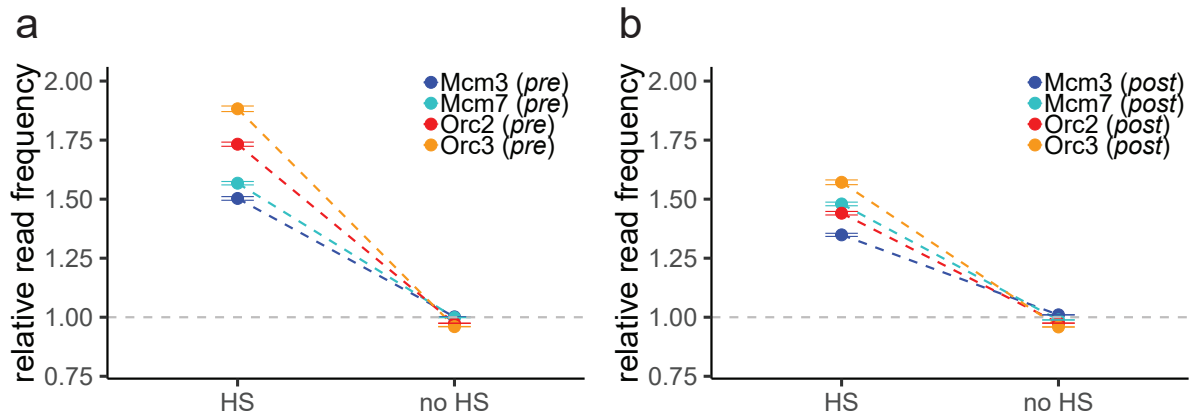 a
relative read frequency
2.00
1.75
1.50
1.25
1.00
0.75
HS
no HS
Mcm3 (pre)
Mcm7 (pre)
Orc2 (pre)
Orc3 (pre)
b
relative read frequency
2.00
1.75
1.50
1.25
1.00
0.75
HS
no HS
Mcm3 (post)
Mcm7 (post)
Orc2 (post)
Orc3 (post)